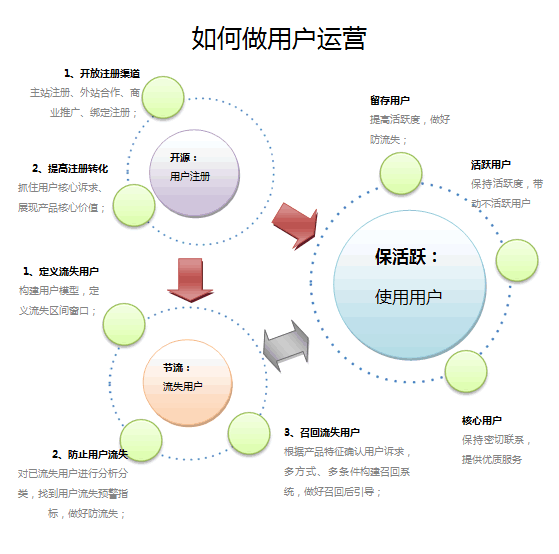 如何做用户运营
1、开放注册渠道
主站注册、外站合作、商
业推广、绑定注册；
2、提高注册转化
抓住用户核心诉求、
展现产品核心价值；
开源：
用户注册
留存用户
提高活跃度，做好
防流失；
活跃用户
保持活跃度，带
动不活跃用户
保活跃：
使用用户
核心用户
保持密切联系，
提供优质服务
1、定义流失用户
构建用户模型，定
义流失区间窗口；
节流：
流失用户
2、防止用户流失
对已流失用户进行分析分
类，找到用户流失预警指
标，做好防流失；
3、召回流失用户
根据产品特征确认用户诉求，
多方式、多条件构建召回系
统，做好召回后引导；